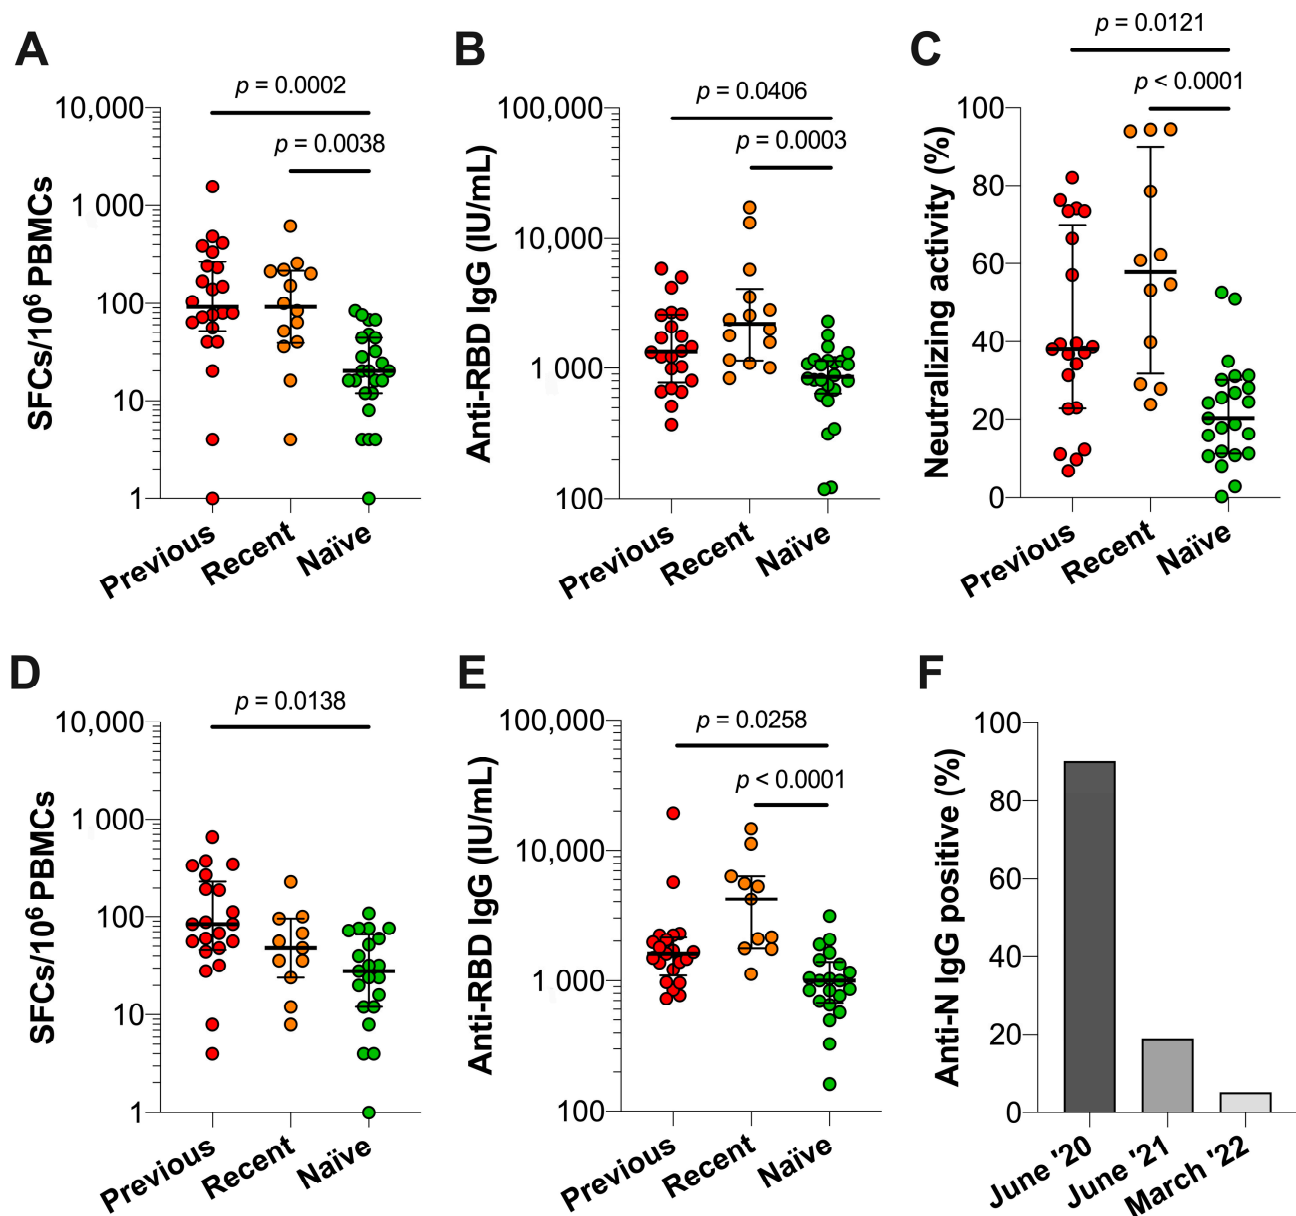 A
p = 0.0002
p = 0.0038
10,000
1 000
100
10
1
SFCs/10⁶ PBMCs
Previous
Recent
Naïve
B
p = 0.0406
p = 0.0003
100,000
10,000
1 000
100
Anti-RBD IgG (IU/mL)
Previous
Recent
Naïve
C
p = 0.0121
p < 0.0001
100
80
60
40
20
0
Neutralizing activity (%)
Previous
Recent
Naïve
D
p = 0.0138
10,000
1 000
100
10
1
SFCs/10⁶ PBMCs
Previous
Recent
Naïve
E
p = 0.0258
p < 0.0001
100,000
10,000
1 000
100
Anti-RBD IgG (IU/mL)
Previous
Recent
Naïve
F
100
80
60
40
20
0
Anti-N IgG positive (%)
June '20
June '21
March '22